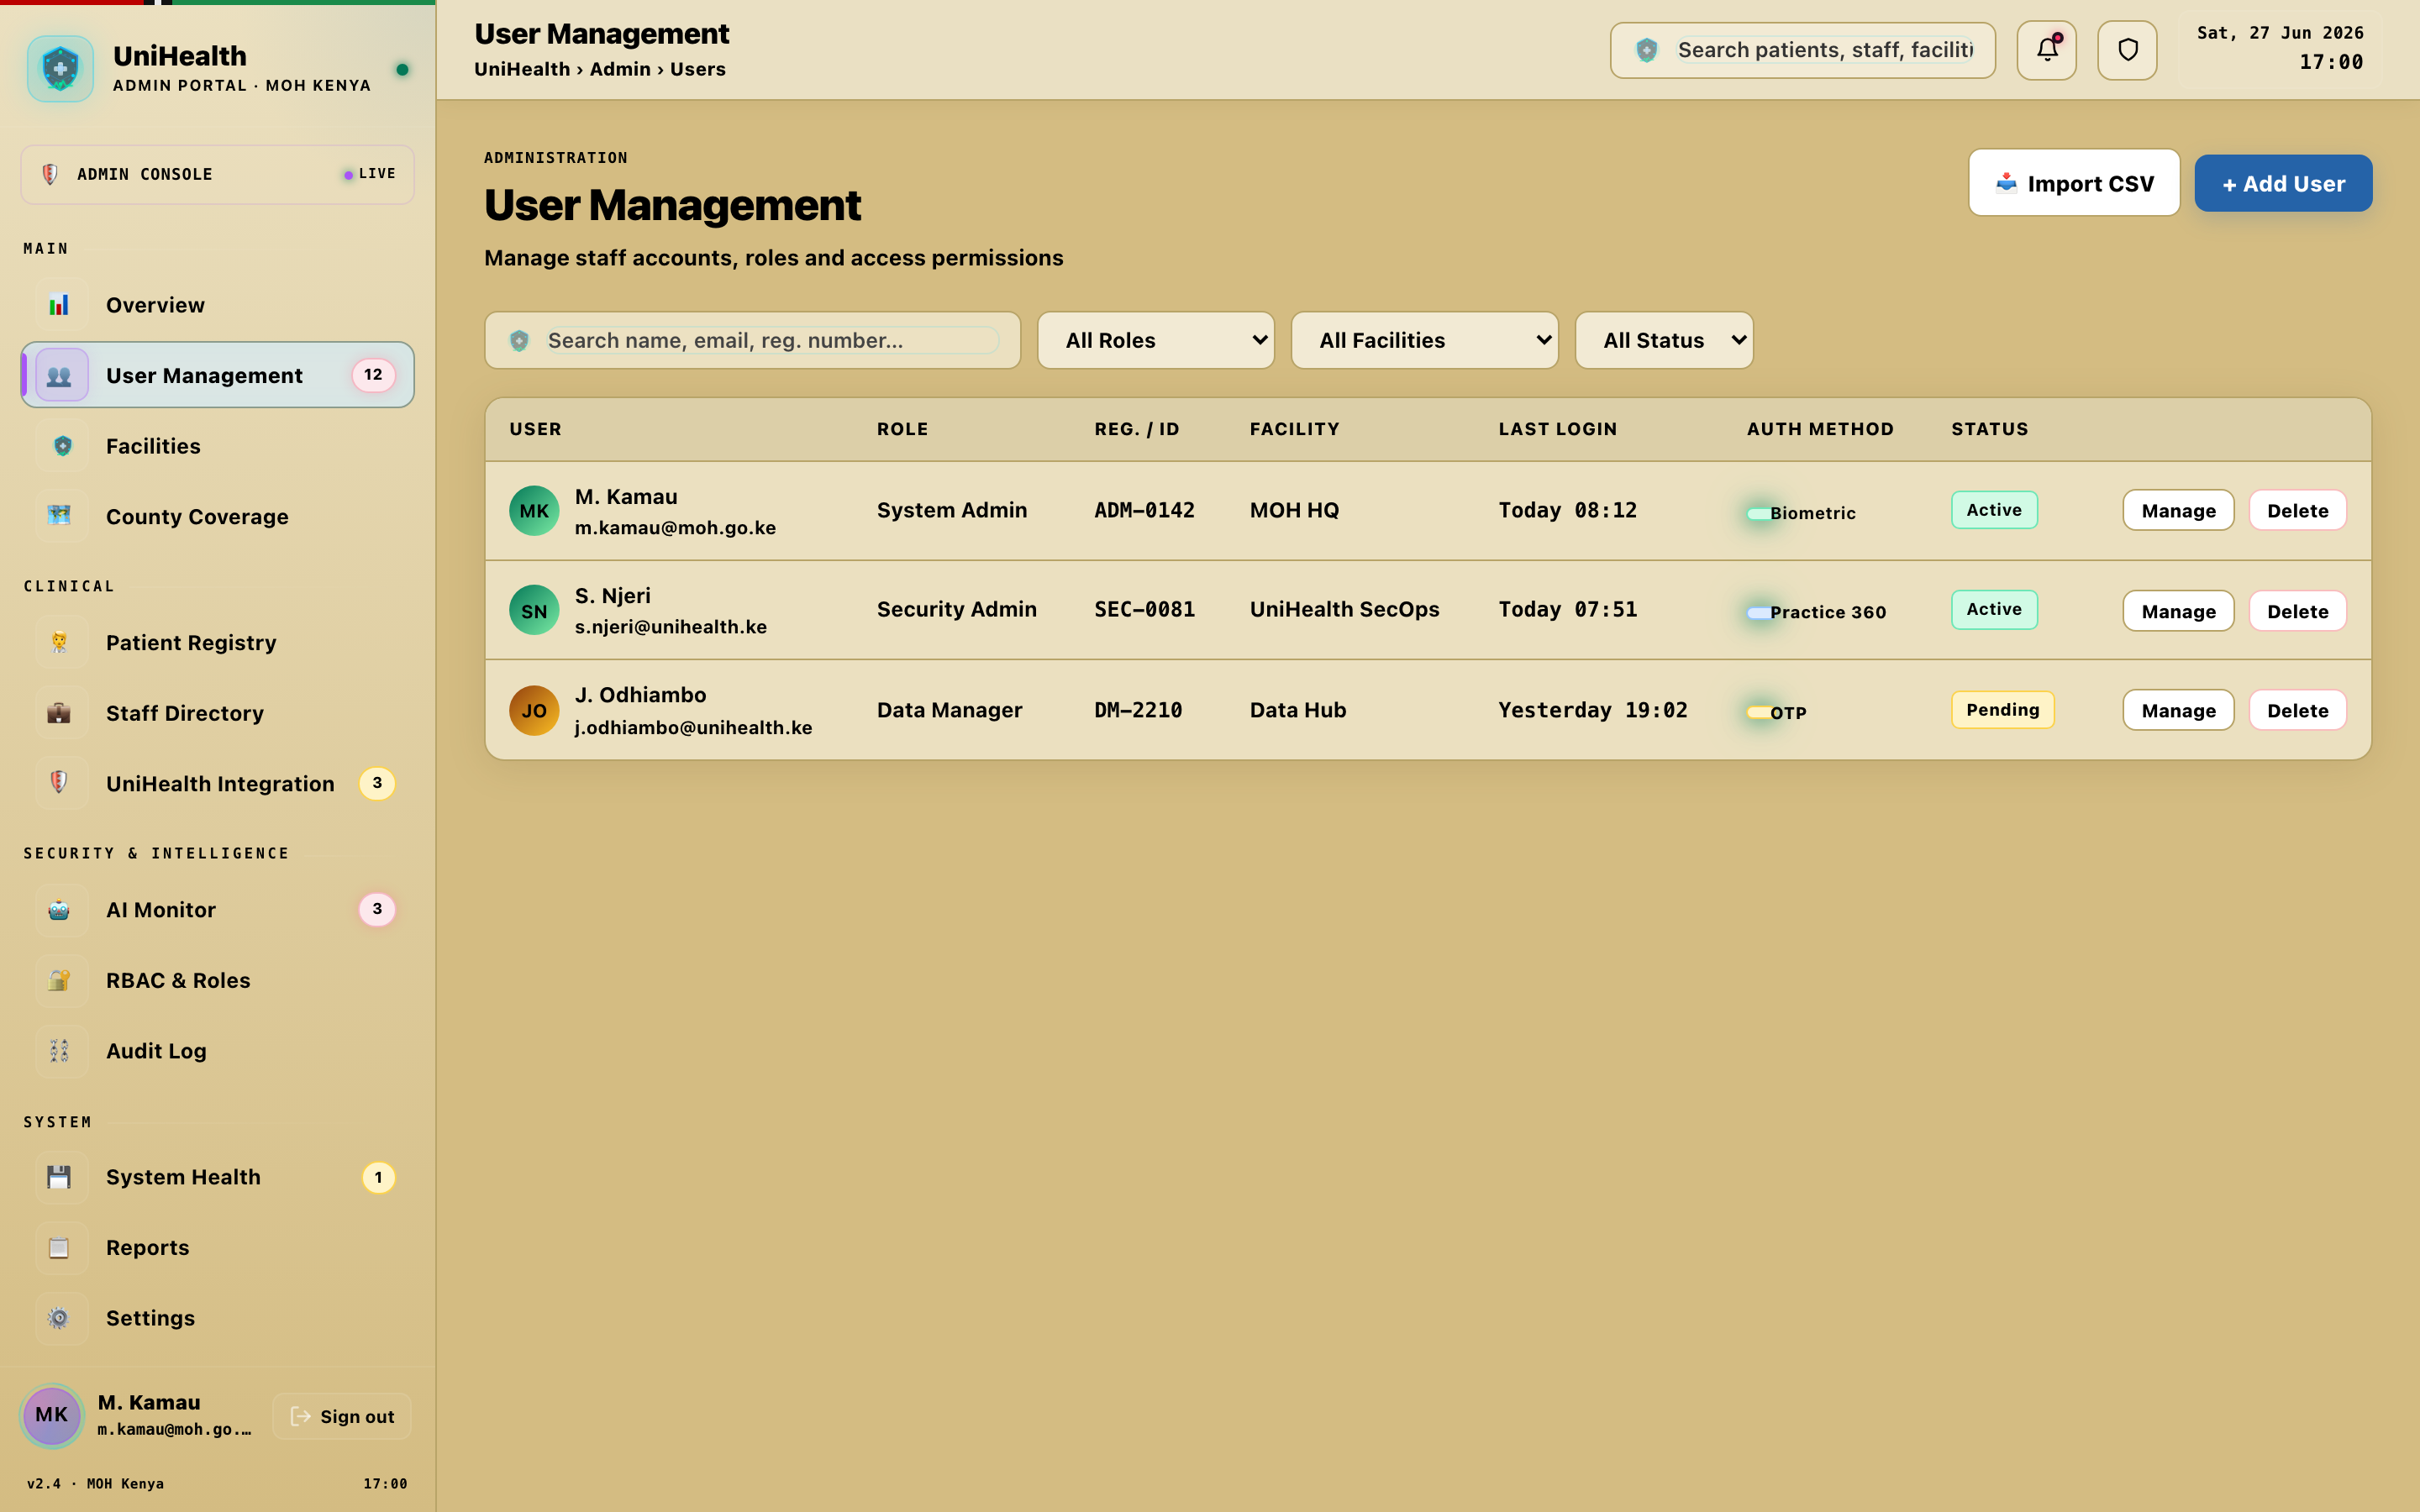 UniHealth
ADMIN PORTAL · MOH KENYA
ADMIN CONSOLE
LIVE
MAIN
Overview
User Management
12
Facilities
County Coverage
CLINICAL
Patient Registry
Staff Directory
UniHealth Integration
3
SECURITY & INTELLIGENCE
AI Monitor
3
RBAC & Roles
Audit Log
SYSTEM
System Health
1
Reports
Settings
MK
M. Kamau
m.kamau@moh.go.…
Sign out
v2.4 · MOH Kenya
17:00
User Management
UniHealth › Admin › Users
Search patients, staff, faciliti
Sat, 27 Jun 2026
17:00
ADMINISTRATION
User Management
Manage staff accounts, roles and access permissions
📥 Import CSV
+ Add User
Search name, email, reg. number...
All Roles
All Facilities
All Status
USER ROLE REG. / ID FACILITY LAST LOGIN AUTH METHOD STATUS
MK M. Kamau System Admin ADM–0142 MOH HQ Today 08:12 Biometric Active Manage Delete
m.kamau@moh.go.ke
SN S. Njeri Security Admin SEC–0081 UniHealth SecOps Today 07:51 Practice 360 Active Manage Delete
s.njeri@unihealth.ke
JO J. Odhiambo Data Manager DM–2210 Data Hub Yesterday 19:02 OTP Pending Manage Delete
j.odhiambo@unihealth.ke